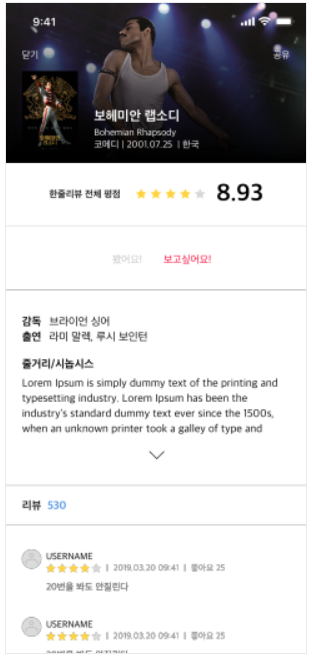 9:41
닫기
공유
보헤미안 랩소디
Bohemian Rhapsody
코메디 | 2001.07.25 | 한국
한줄리뷰 전체 평점 8.93
봤어요! 보고싶어요!
감독 브라이언 싱어
출연 라미 말렉, 루시 보인턴
줄거리/시놉시스
Lorem Ipsum is simply dummy text of the printing and
typesetting industry. Lorem Ipsum has been the
industry's standard dummy text ever since the 1500s,
when an unknown printer took a galley of type and
리뷰 530
USERNAME
| 2019.03.20 09:41 | 좋아요 25
20번을 봐도 안질린다
USERNAME
| 2019.03.20 09:41 | 좋아요 25